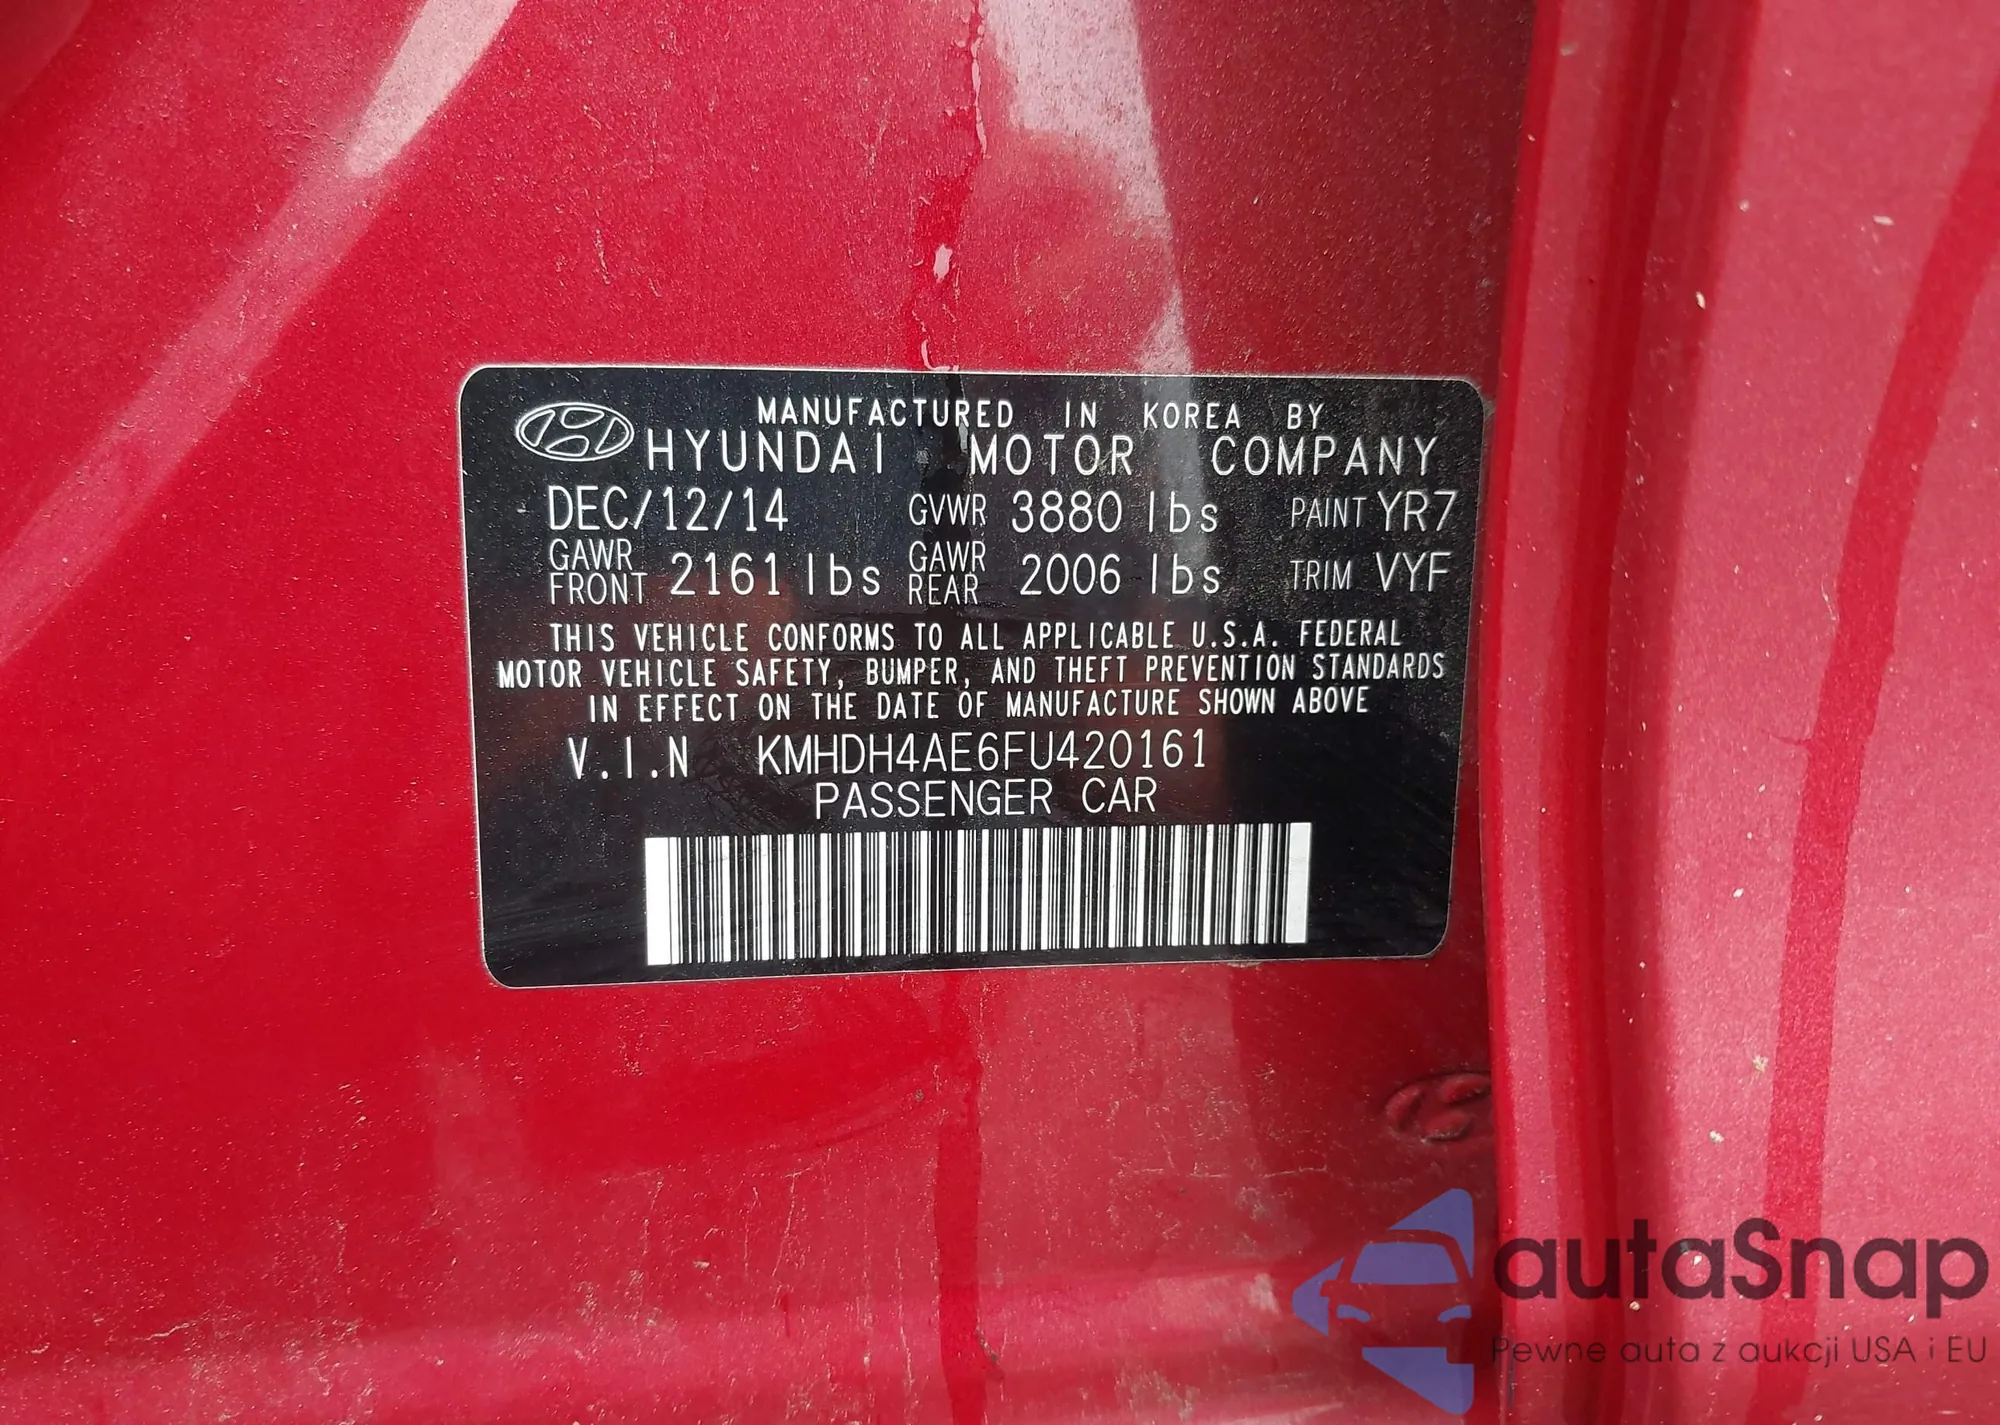 MANUFACTURED IN KOREA BY
HYUNDAI MOTOR COMPANY
DEC/12/14 GVWR 3880 lbs PAINT YR7
GAWR FRONT 2161 lbs GAWR REAR 2006 lbs TRIM VYF
THIS VEHICLE CONFORMS TO ALL APPLICABLE U.S.A. FEDERAL
MOTOR VEHICLE SAFETY, BUMPER, AND THEFT PREVENTION STANDARDS
IN EFFECT ON THE DATE OF MANUFACTURE SHOWN ABOVE
V.I.N KMHDH4AE6FU420161
PASSENGER CAR
autaSnap
Pewne auta z aukcji USA i EU